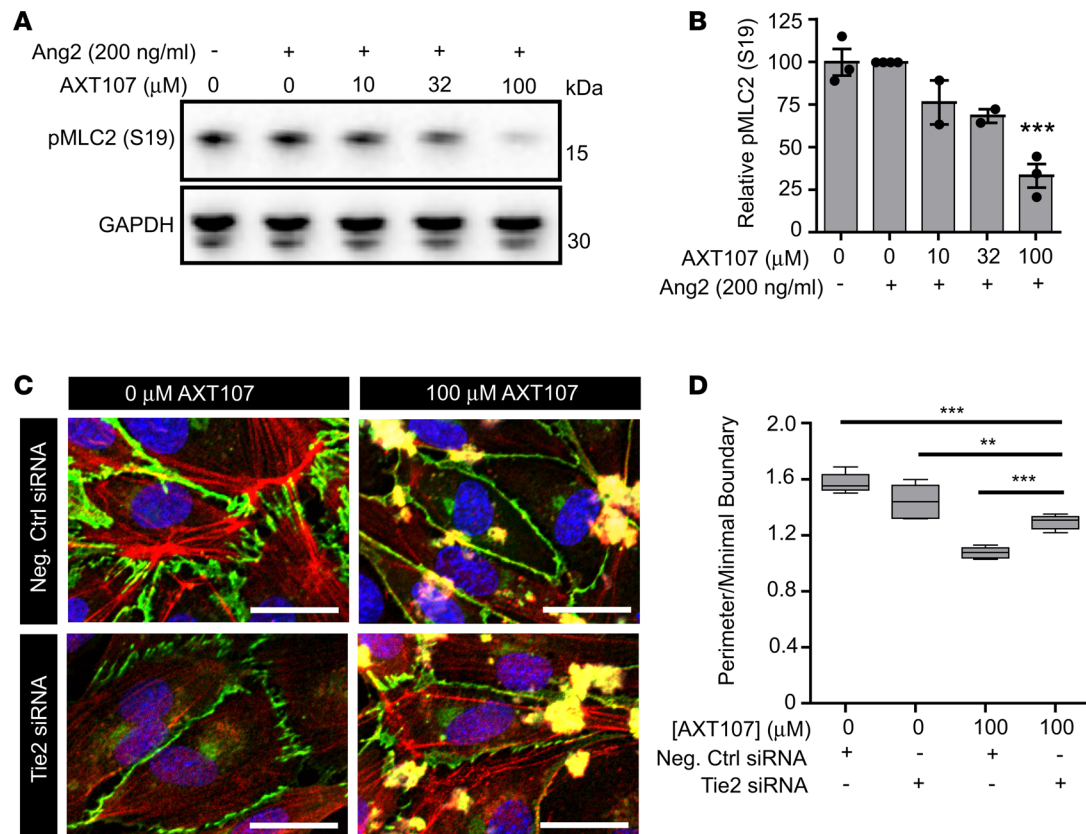 A
Ang2 (200 ng/ml) - + + + +
AXT107 (μM) 0 0 10 32 100 kDa
pMLC2 (S19) 15
GAPDH 30
B
Relative pMLC2 (S19)
125
100
75
50
25
0
***
AXT107 (μM) 0 0 10 32 100
Ang2 (200 ng/ml) - + + + +
C
0 μM AXT107 100 μM AXT107
Neg. Ctrl siRNA
Tie2 siRNA
D
Perimeter/Minimal Boundary
2.0
1.6
1.2
0.8
0.4
0
***
**
***
[AXT107] (μM) 0 0 100 100
Neg. Ctrl siRNA + - + -
Tie2 siRNA - + - +